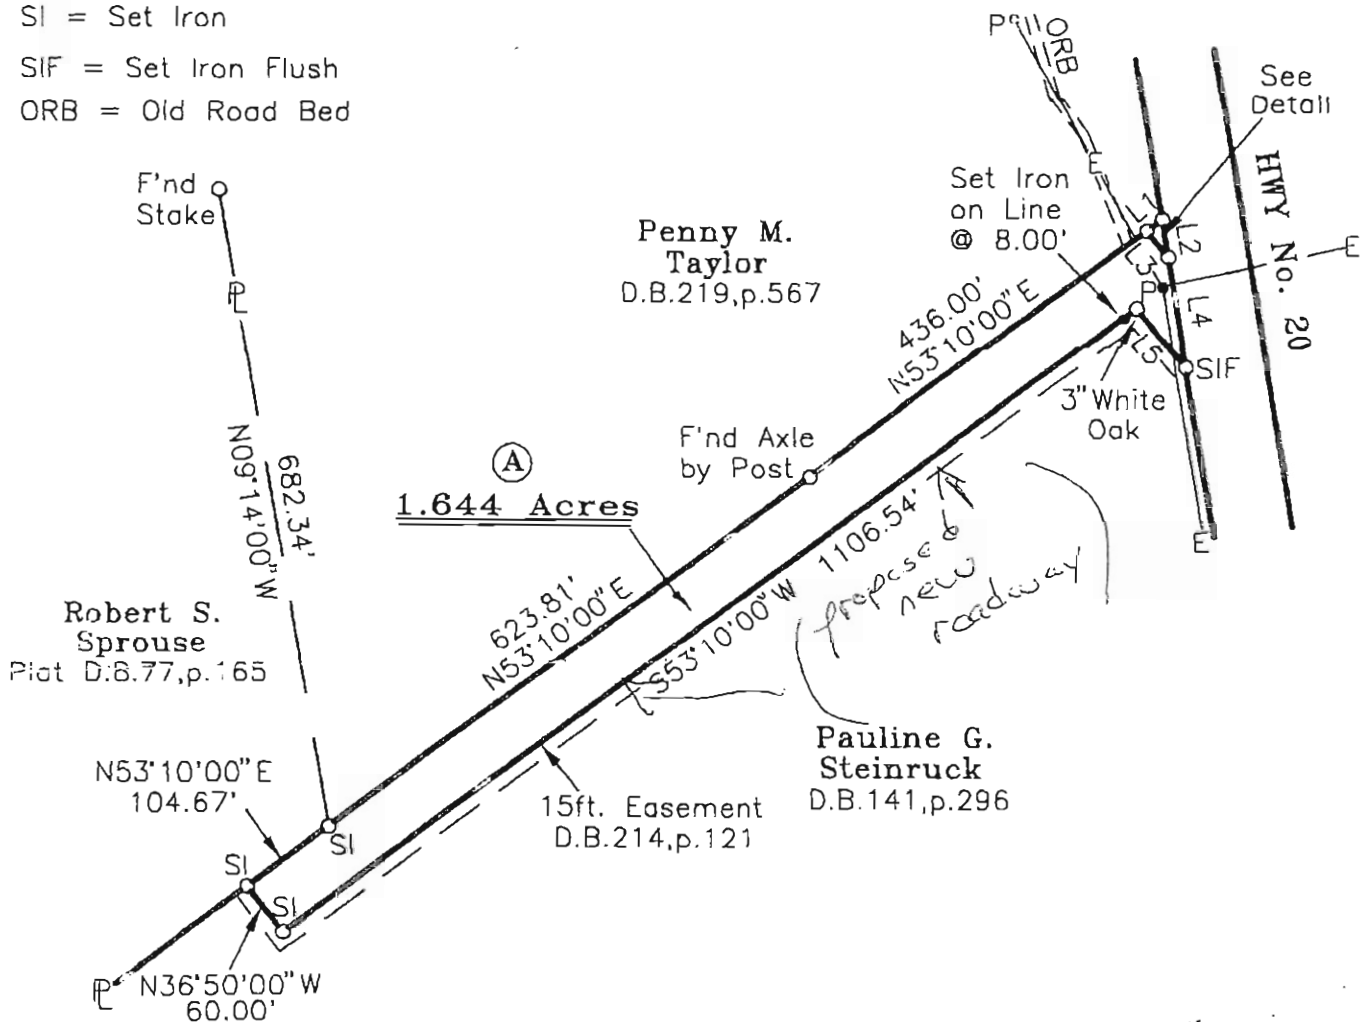 SI = Set Iron
SIF = Set Iron Flush
ORB = Old Road Bed
F'nd
Stake
PL
N09°14'00"W
682.34'
Penny M.
Taylor
D.B.219,p.567
ORB
E
See
Detail
HWY No. 20
Set Iron
on Line
@ 8.00'
L1
L2
L3
P
E
L4
L5
SIF
3" White
Oak
E
436.00'
N53°10'00"E
F'nd Axle
by Post
A
1.644 Acres
623.81'
N53°10'00"E
S53°10'00"W 1106.54'
proposed
new
roadway
Robert S.
Sprouse
Plat D.B.77,p.165
Pauline G.
Steinruck
D.B.141,p.296
N53°10'00"E
104.67'
15ft. Easement
D.B.214,p.121
SI
SI
SI
PL
N36°50'00"W
60.00'